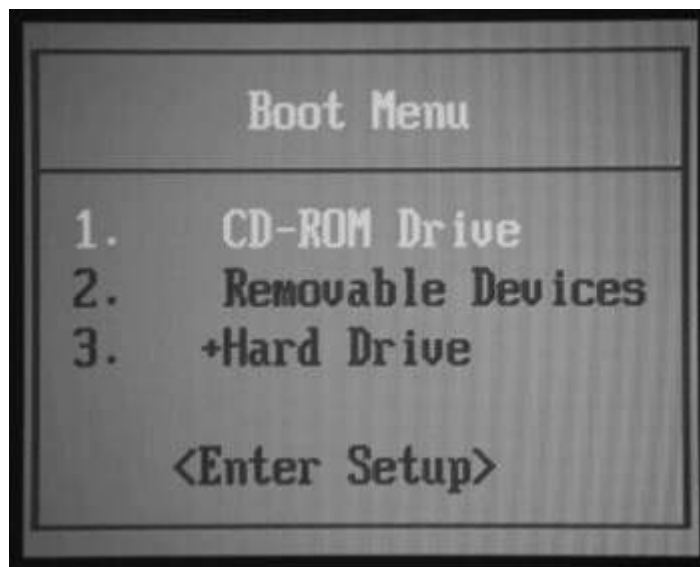 Boot Menu
1. CD-ROM Drive
2. Removable Devices
3. +Hard Drive
<Enter Setup>